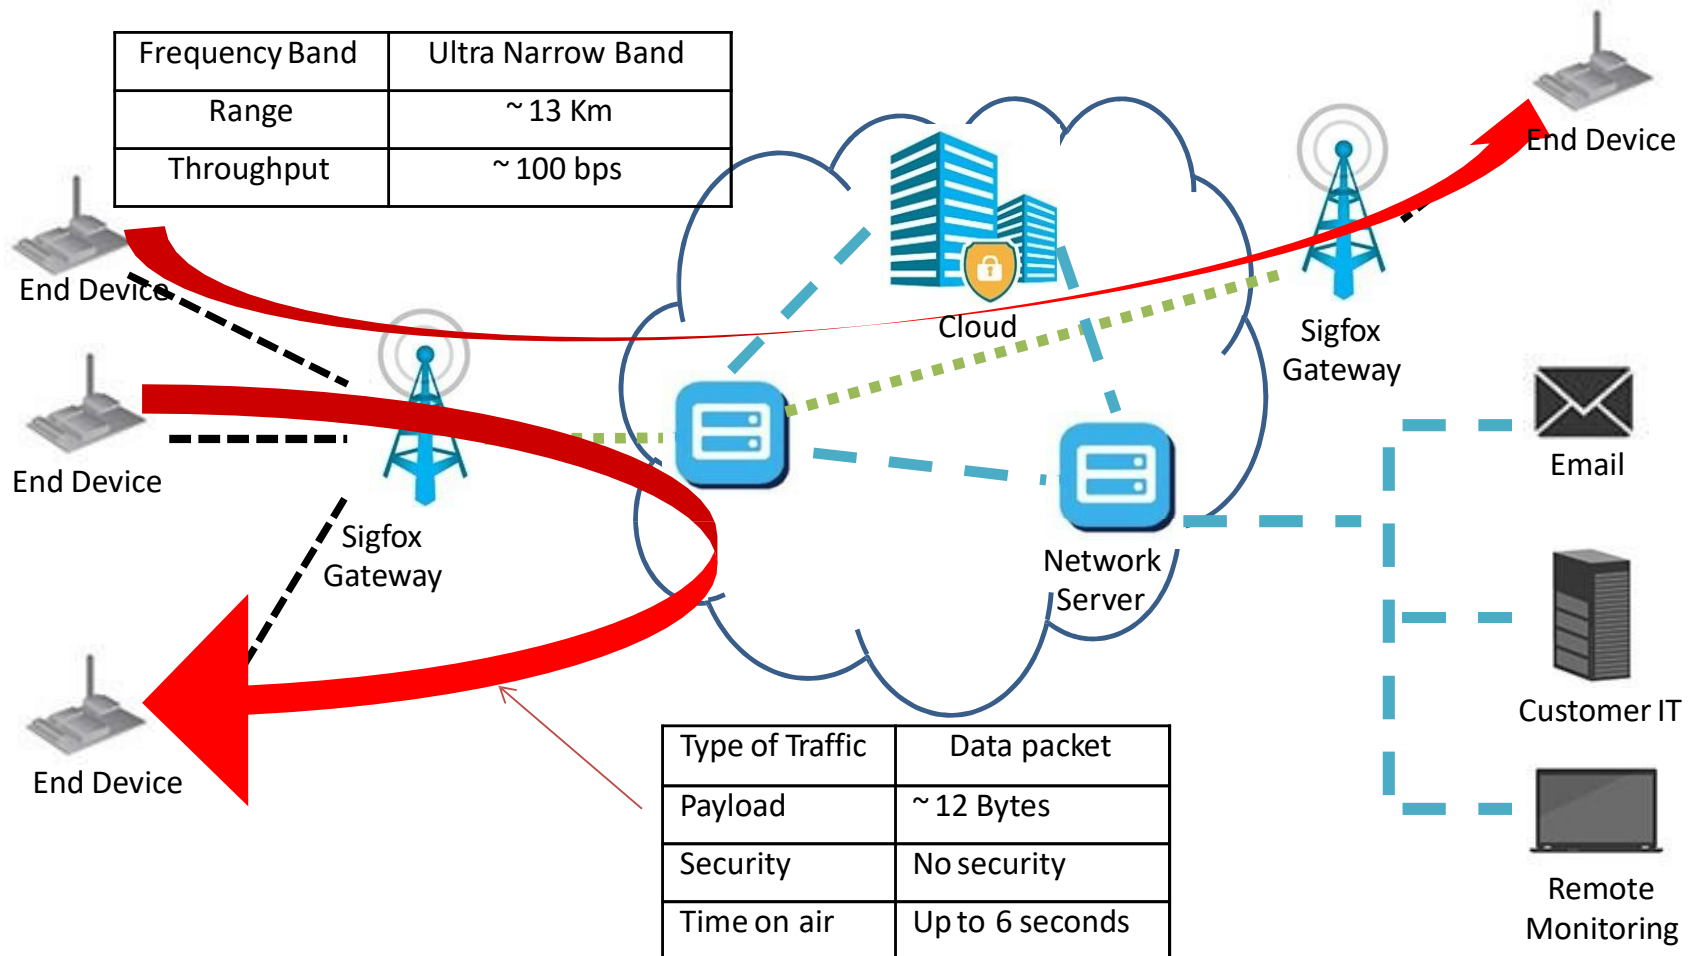 Frequency Band Ultra Narrow Band
Range ~ 13 Km
Throughput ~ 100 bps
End Device
End Device
End Device
End Device
Sigfox
Gateway
Cloud
Sigfox
Gateway
Network
Server
Email
Customer IT
Remote
Monitoring
Type of Traffic Data packet
Payload ~ 12 Bytes
Security No security
Time on air Up to 6 seconds